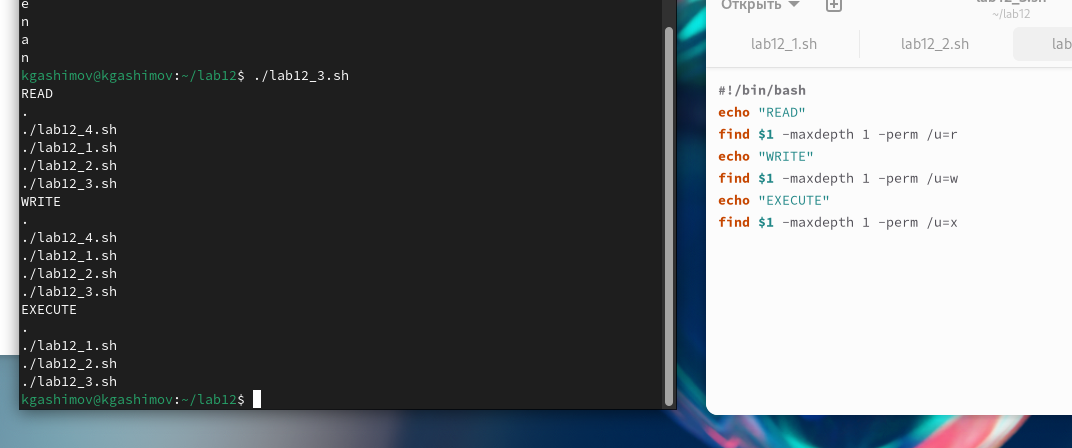 e
n
a
n
kgashimov@kgashimov:~/lab12$ ./lab12_3.sh
READ
.
./lab12_4.sh
./lab12_1.sh
./lab12_2.sh
./lab12_3.sh
WRITE
.
./lab12_4.sh
./lab12_1.sh
./lab12_2.sh
./lab12_3.sh
EXECUTE
.
./lab12_1.sh
./lab12_2.sh
./lab12_3.sh
kgashimov@kgashimov:~/lab12$
Открыть
lab12_3.sh
~/lab12
lab12_1.sh
lab12_2.sh
lab
#!/bin/bash
echo "READ"
find $1 -maxdepth 1 -perm /u=r
echo "WRITE"
find $1 -maxdepth 1 -perm /u=w
echo "EXECUTE"
find $1 -maxdepth 1 -perm /u=x